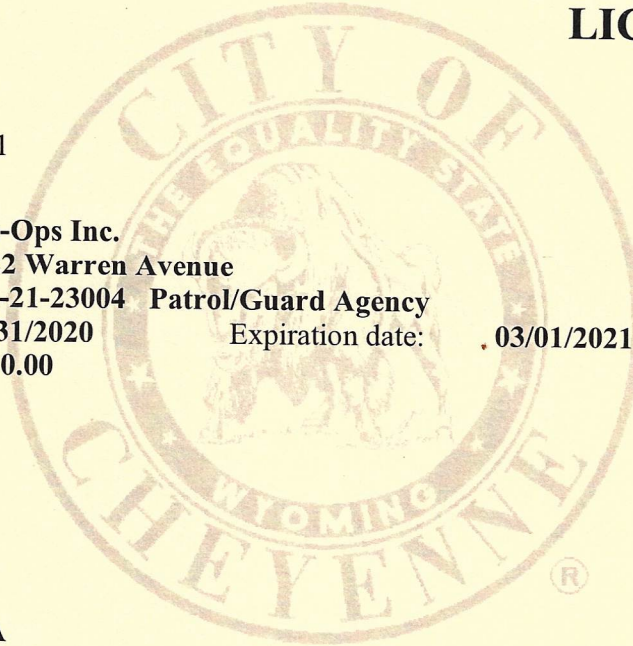 LIC
1
-Ops Inc.
2 Warren Avenue
-21-23004 Patrol/Guard Agency
31/2020 Expiration date: 03/01/2021
0.00
CITY OF
THE EQUALITY STATE
WYOMING
CHEYENNE
®
A